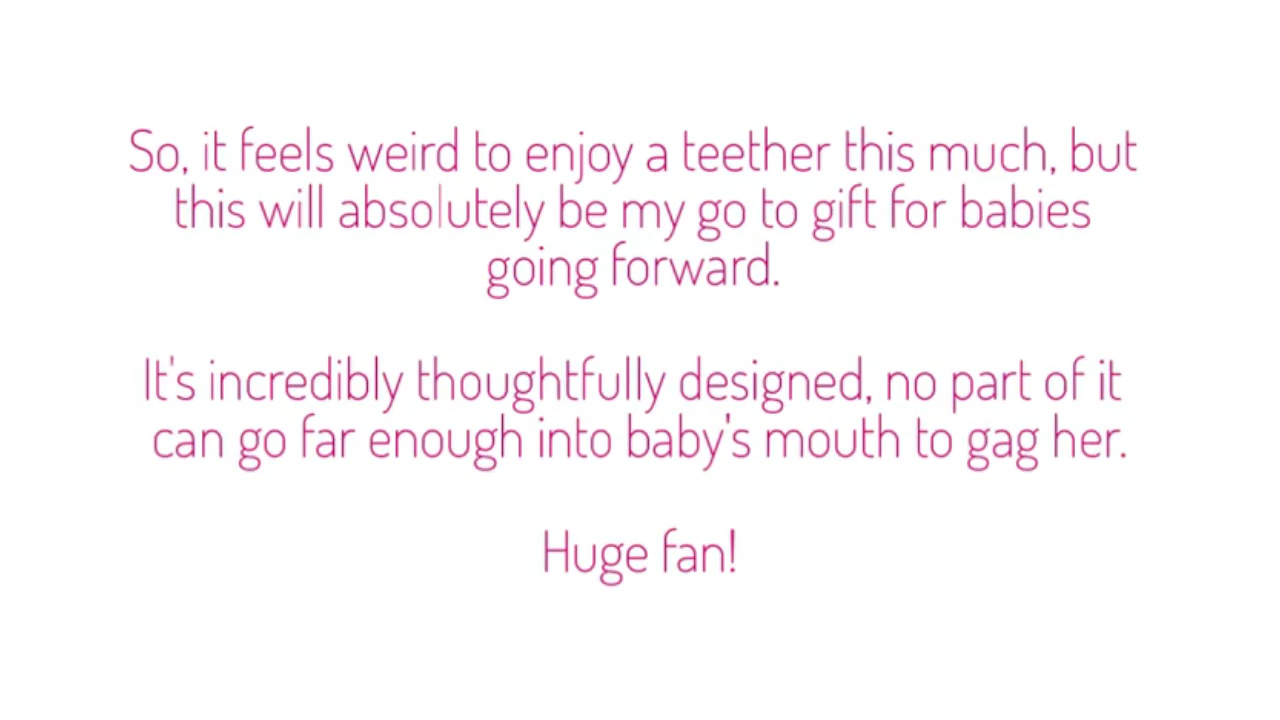 So, it feels weird to enjoy a teether this much, but
this will absolutely be my go to gift for babies
going forward.
It's incredibly thoughtfully designed, no part of it
can go far enough into baby's mouth to gag her.
Huge fan!